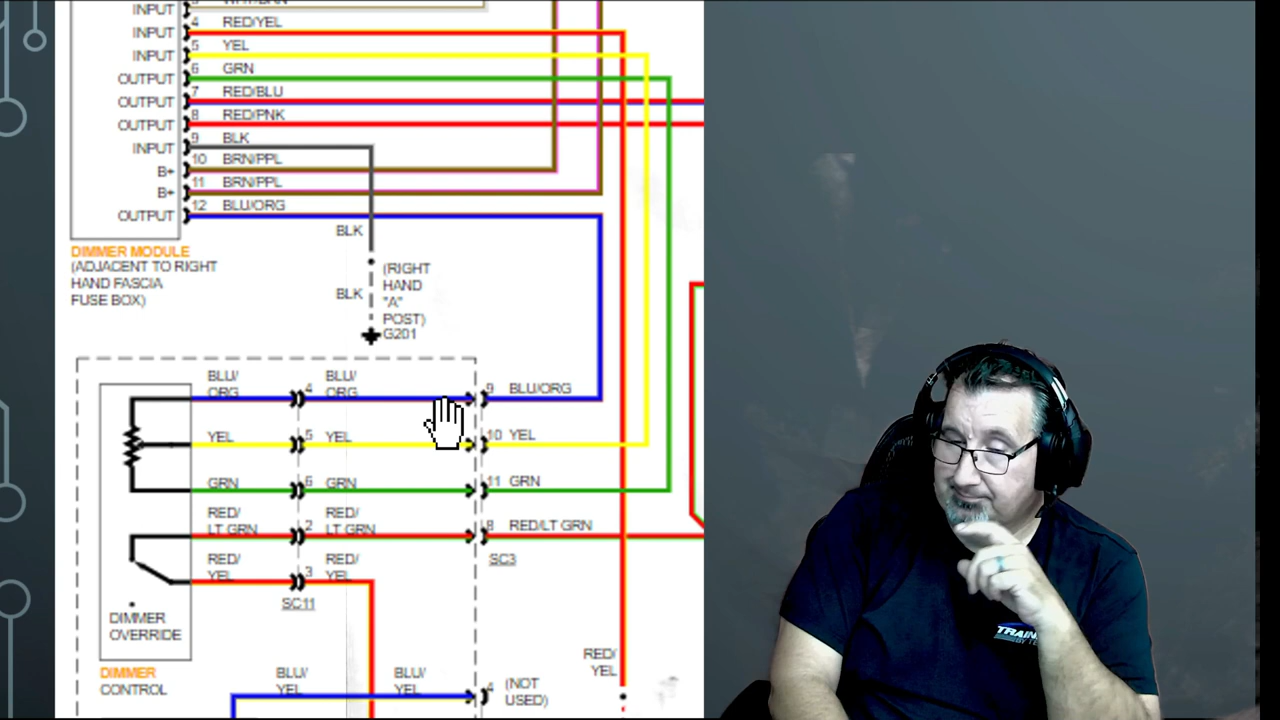 INPUT
INPUT 4 RED/YEL
INPUT 5 YEL
OUTPUT 6 GRN
OUTPUT 7 RED/BLU
OUTPUT 8 RED/PNK
INPUT 9 BLK
B+ 10 BRN/PPL
B+ 11 BRN/PPL
OUTPUT 12 BLU/ORG
BLK
DIMMER MODULE
(ADJACENT TO RIGHT
HAND FASCIA
FUSE BOX)
BLK
(RIGHT
HAND
"A"
POST)
G201
BLU/
ORG 4 BLU/
ORG 9 BLU/ORG
YEL 5 YEL 10 YEL
GRN 6 GRN 11 GRN
RED/
LT GRN 2 RED/
LT GRN 8 RED/LT GRN
SC3
RED/
YEL 3 RED/
YEL
SC11
DIMMER
OVERRIDE
DIMMER
CONTROL
BLU/
YEL
BLU/
YEL
4 (NOT
USED)
RED/
YEL